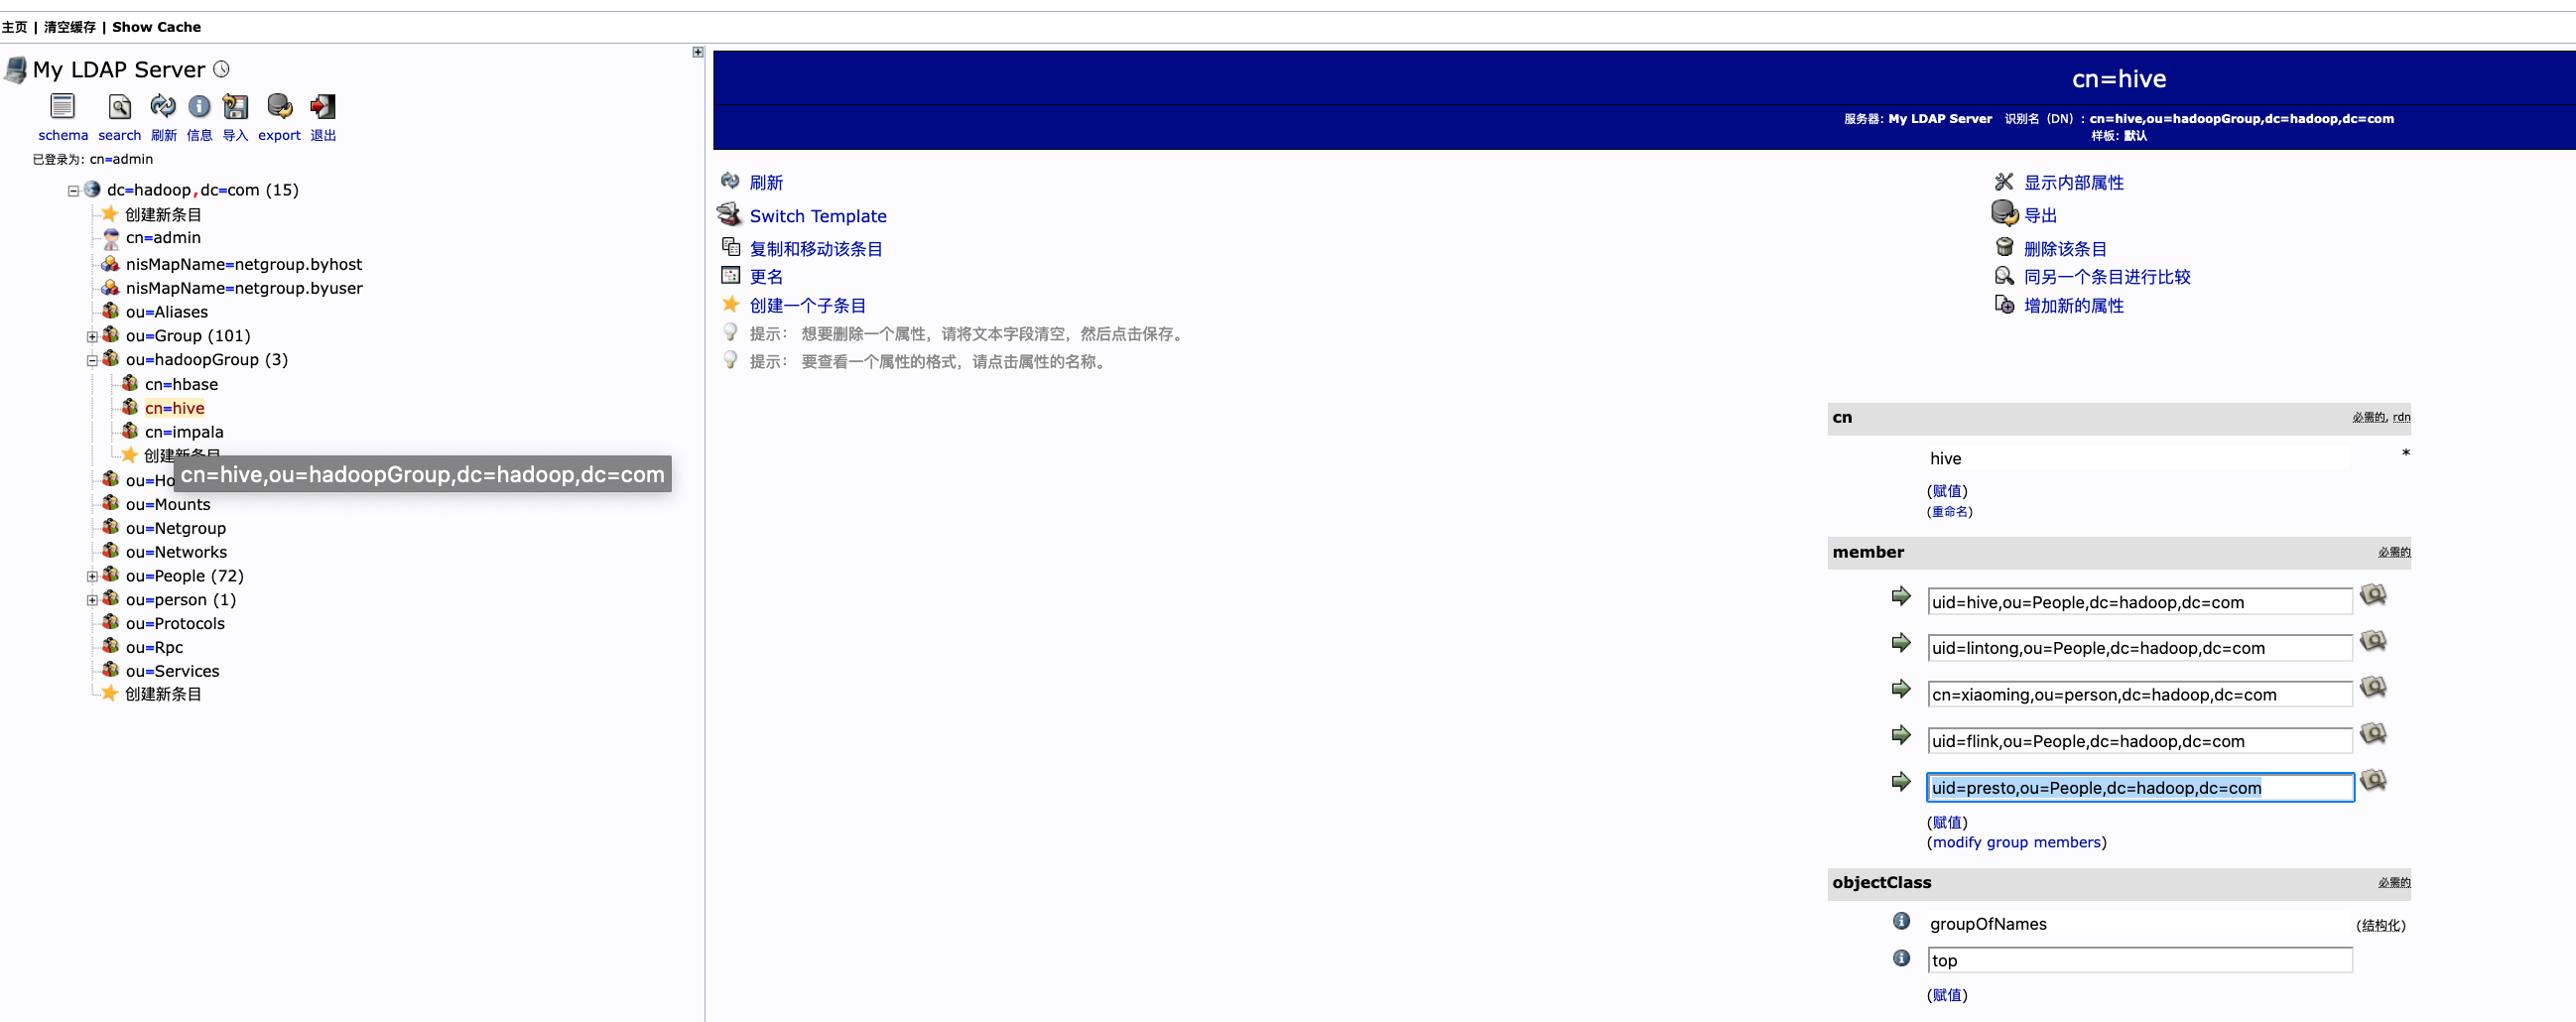 主页 | 清空缓存 | Show Cache
My LDAP Server
schema search 刷新 信息 导入 export 退出
已登录为: cn=admin
dc=hadoop,dc=com (15)
创建新条目
cn=admin
nisMapName=netgroup.byhost
nisMapName=netgroup.byuser
ou=Aliases
ou=Group (101)
ou=hadoopGroup (3)
cn=hbase
cn=hive
cn=impala
创建新条目
cn=hive,ou=hadoopGroup,dc=hadoop,dc=com
ou=Ho
ou=Mounts
ou=Netgroup
ou=Networks
ou=People (72)
ou=person (1)
ou=Protocols
ou=Rpc
ou=Services
创建新条目
cn=hive
服务器: My LDAP Server 识别名（DN）: cn=hive,ou=hadoopGroup,dc=hadoop,dc=com
样板: 默认
刷新
Switch Template
复制和移动该条目
更名
创建一个子条目
提示： 想要删除一个属性，请将文本字段清空，然后点击保存。
提示： 要查看一个属性的格式，请点击属性的名称。
显示内部属性
导出
删除该条目
同另一个条目进行比较
增加新的属性
cn 必需的, rdn
hive *
(赋值)
(重命名)
member 必需的
uid=hive,ou=People,dc=hadoop,dc=com
uid=lintong,ou=People,dc=hadoop,dc=com
cn=xiaoming,ou=person,dc=hadoop,dc=com
uid=flink,ou=People,dc=hadoop,dc=com
uid=presto,ou=People,dc=hadoop,dc=com
(赋值)
(modify group members)
objectClass 必需的
groupOfNames (结构化)
top
(赋值)